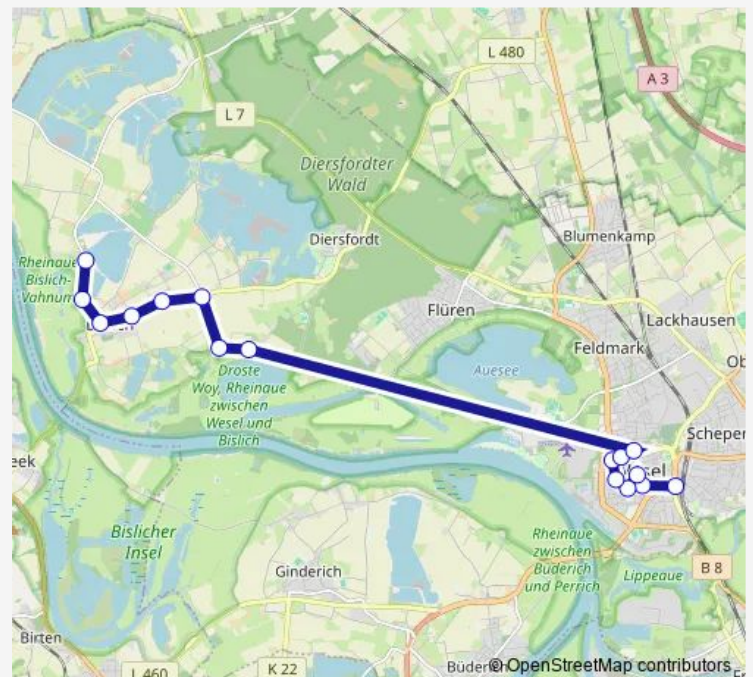 L 480
A 3
L 7
Diersfordter
Wald
Diersfordt
Blumenkamp
Rheinaue
Bislich-
Vahnum
Flüren
Lackhausen
Feldmark
Auesee
Droste
Woy, Rheinaue
zwischen
Wesel und
Bislich
Bislicher
Insel
Rheinaue
zwischen
Büderich
und Perrich
Lippeaue
B 8
Ginderich
Birten
L 460
K 22
©OpenStreetMap contributors